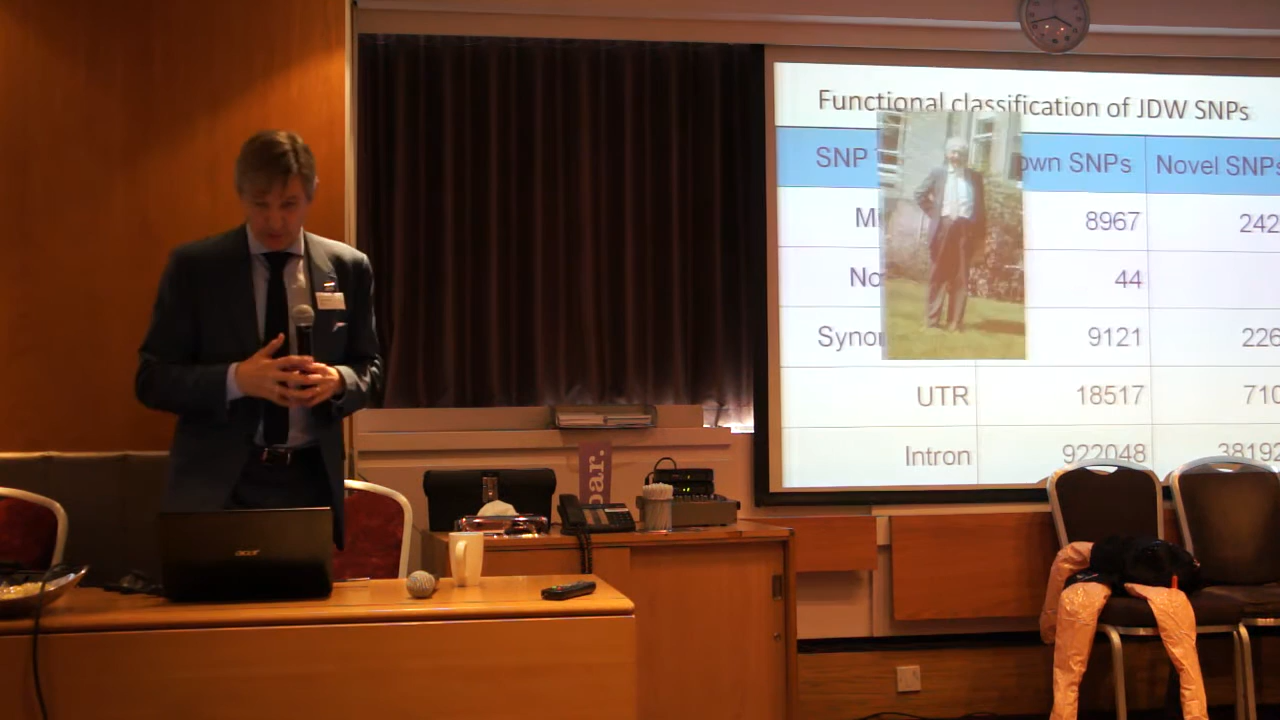 Functional classification of JDW SNPs
SNP own SNPs Novel SNPs
Mi 8967 242
No 44
Synon 9121 226
UTR 18517 710
Intron 922048 38192
bar.
acer